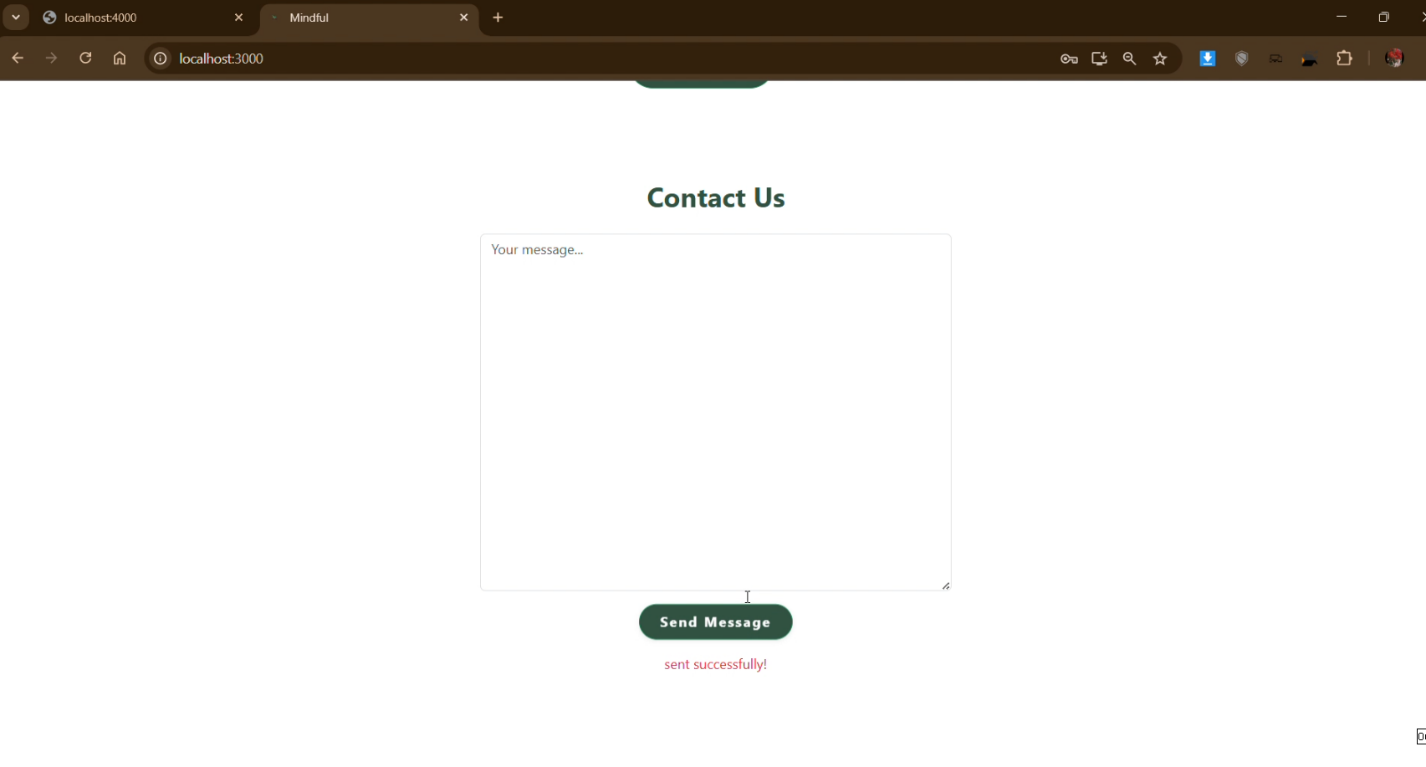 localhost:4000
Mindful
localhost:3000
Contact Us
Your message...
Send Message
sent successfully!